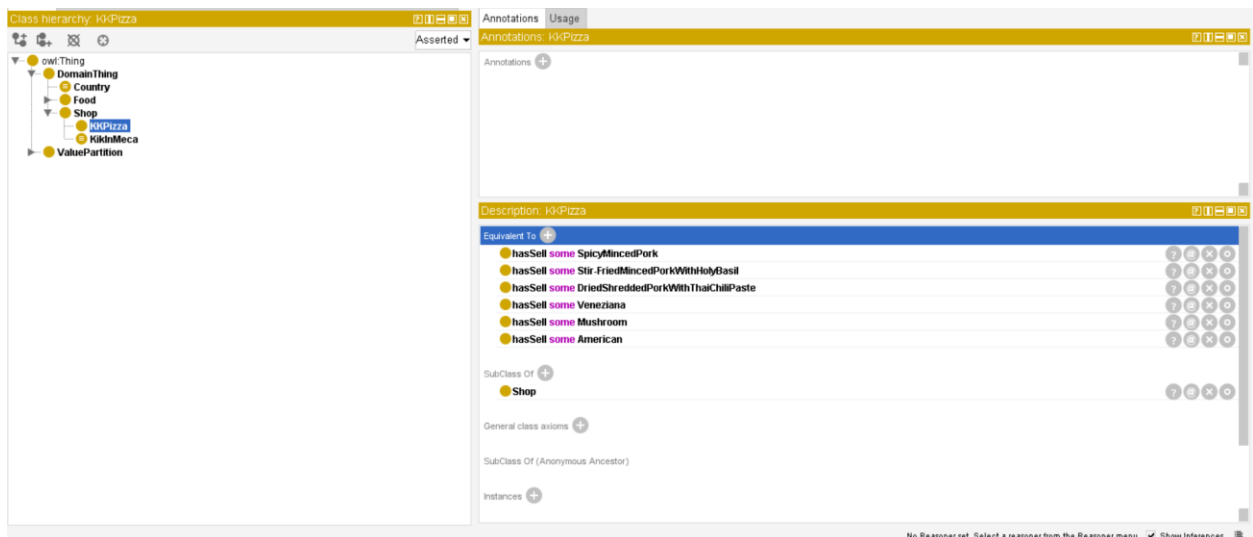 Class hierarchy: KKPizza
Asserted
owl:Thing
DomainThing
Country
Food
Shop
KKPizza
KikInMeca
ValuePartition
Annotations Usage
Annotations: KKPizza
Annotations
Description: KKPizza
Equivalent To
hasSell some SpicyMincedPork
hasSell some Stir-FriedMincedPorkWithHolyBasil
hasSell some DriedShreddedPorkWithThaiChiliPaste
hasSell some Veneziana
hasSell some Mushroom
hasSell some American
SubClass Of
Shop
General class axioms
SubClass Of (Anonymous Ancestor)
Instances
No Reasoner set. Select a reasoner from the Reasoner menu Show Inferences